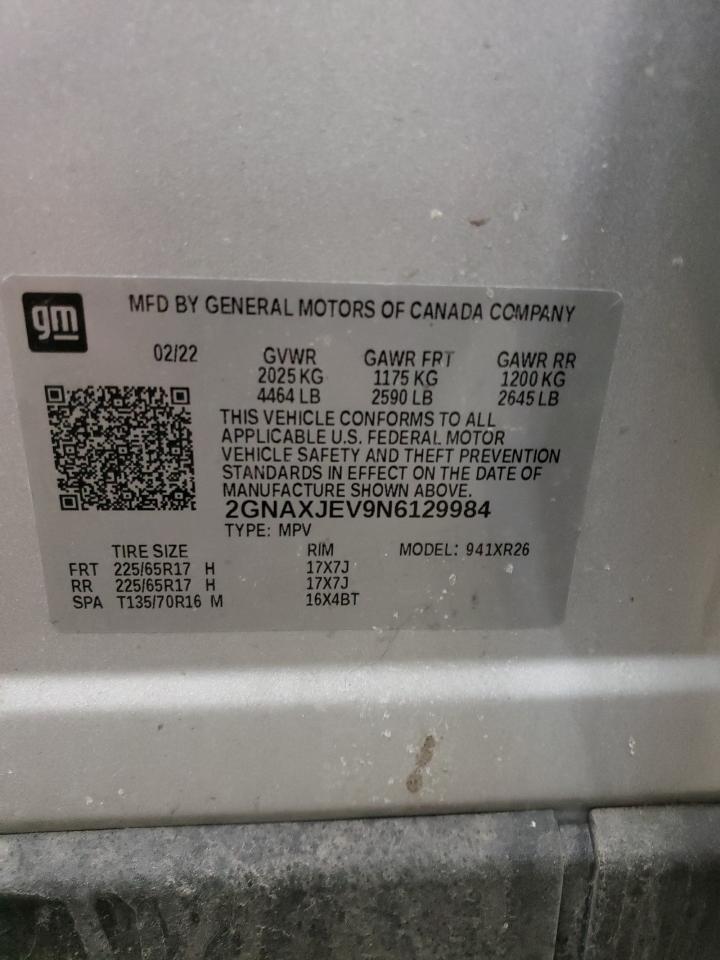 gm
MFD BY GENERAL MOTORS OF CANADA COMPANY
02/22 GVWR GAWR FRT GAWR RR
2025 KG 1175 KG 1200 KG
4464 LB 2590 LB 2645 LB
THIS VEHICLE CONFORMS TO ALL
APPLICABLE U.S. FEDERAL MOTOR
VEHICLE SAFETY AND THEFT PREVENTION
STANDARDS IN EFFECT ON THE DATE OF
MANUFACTURE SHOWN ABOVE.
2GNAXJEV9N6129984
TYPE: MPV
TIRE SIZE RIM MODEL: 941XR26
FRT 225/65R17 H 17X7J
RR 225/65R17 H 17X7J
SPA T135/70R16 M 16X4BT